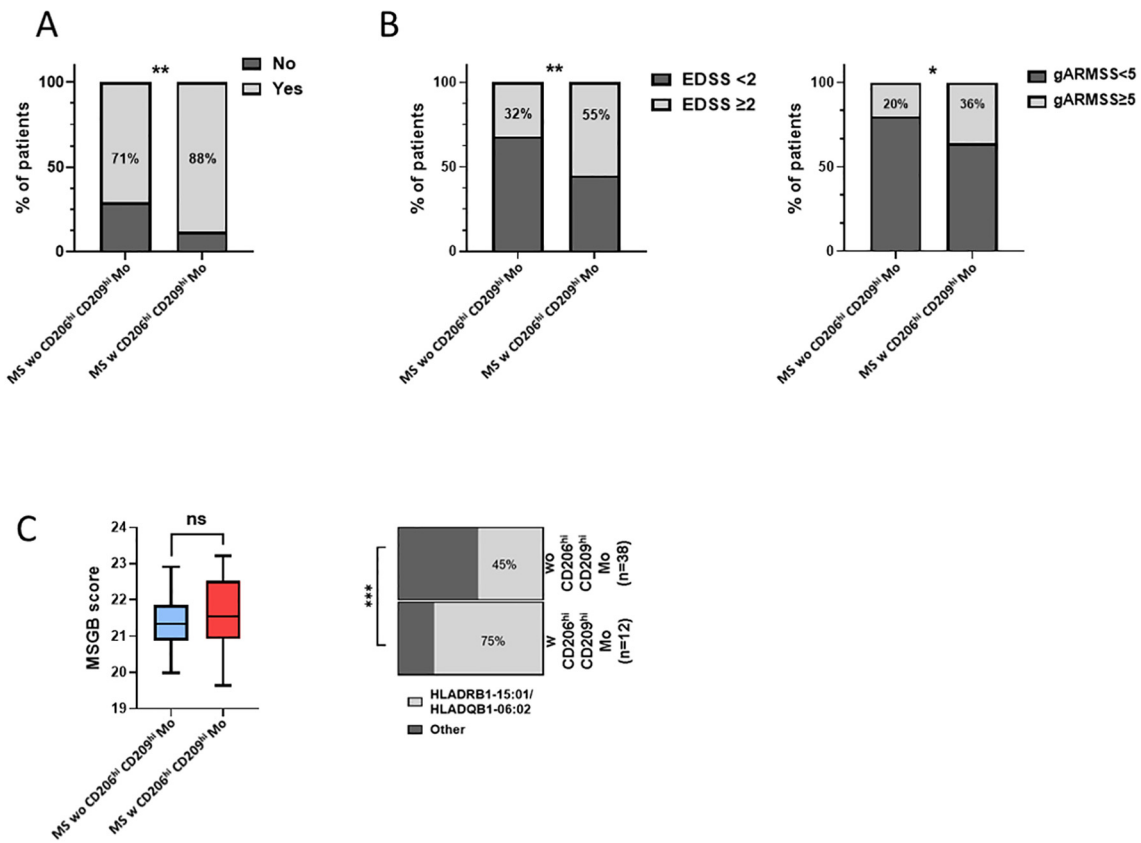 A
No
Yes
**
% of patients
100
50
0
71%
88%
MS wo CD206hi CD209hi Mo
MS w CD206hi CD209hi Mo
B
EDSS <2
EDSS ≥2
**
% of patients
100
50
0
32%
55%
MS wo CD206hi CD209hi Mo
MS w CD206hi CD209hi Mo
gARMSS<5
gARMSS≥5
*
% of patients
100
50
0
20%
36%
MS wo CD206hi CD209hi Mo
MS w CD206hi CD209hi Mo
C
ns
MSGB score
24
23
22
21
20
19
MS wo CD206hi CD209hi Mo
MS w CD206hi CD209hi Mo
***
45%
75%
wo
CD206hi
CD209hi
Mo
(n=38)
w
CD206hi
CD209hi
Mo
(n=12)
HLADRB1-15:01/
HLADQB1-06:02
Other